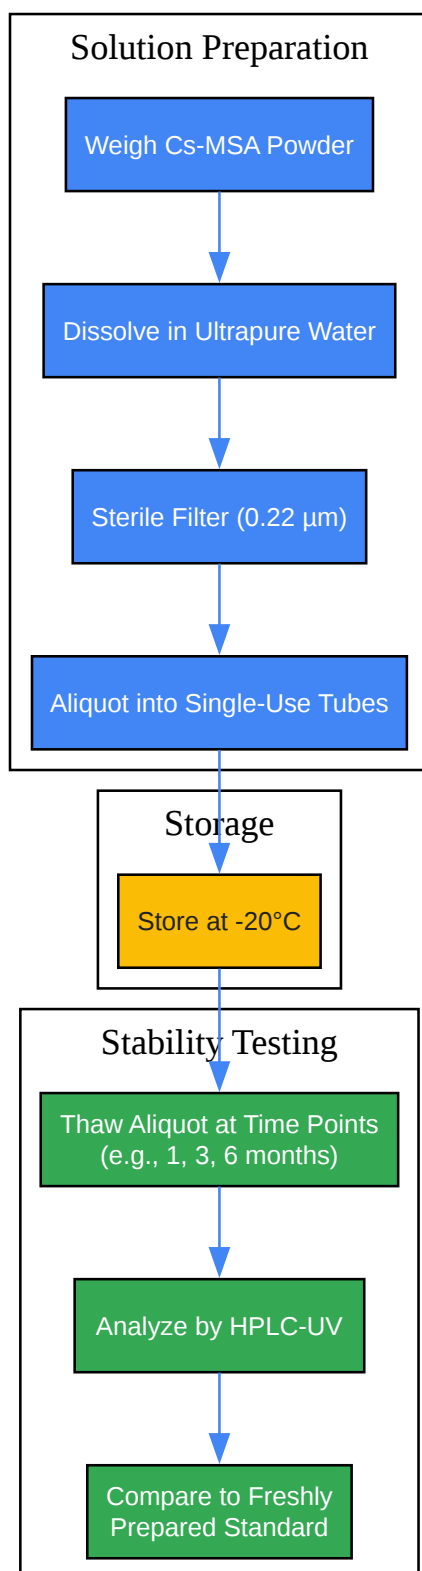 Solution Preparation
Weigh Cs-MSA Powder
Dissolve in Ultrapure Water
Sterile Filter (0.22 µm)
Aliquot into Single-Use Tubes
Storage
Store at -20°C
Stability Testing
Thaw Aliquot at Time Points
(e.g., 1, 3, 6 months)
Analyze by HPLC-UV
Compare to Freshly
Prepared Standard